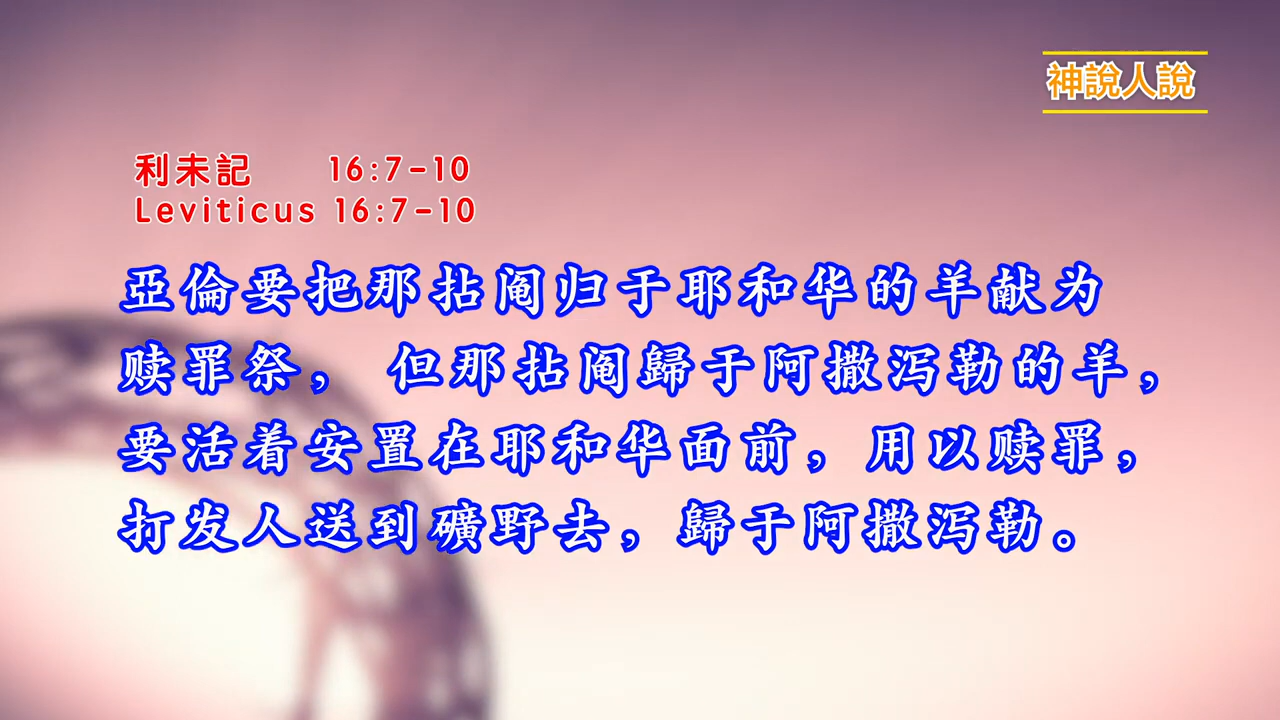 神說人說
利未記 16:7-10
Leviticus 16:7-10
亞倫要把那拈阄归于耶和华的羊献为
赎罪祭， 但那拈阄歸于阿撒泻勒的羊，
要活着安置在耶和华面前，用以赎罪，
打发人送到礦野去，歸于阿撒泻勒。